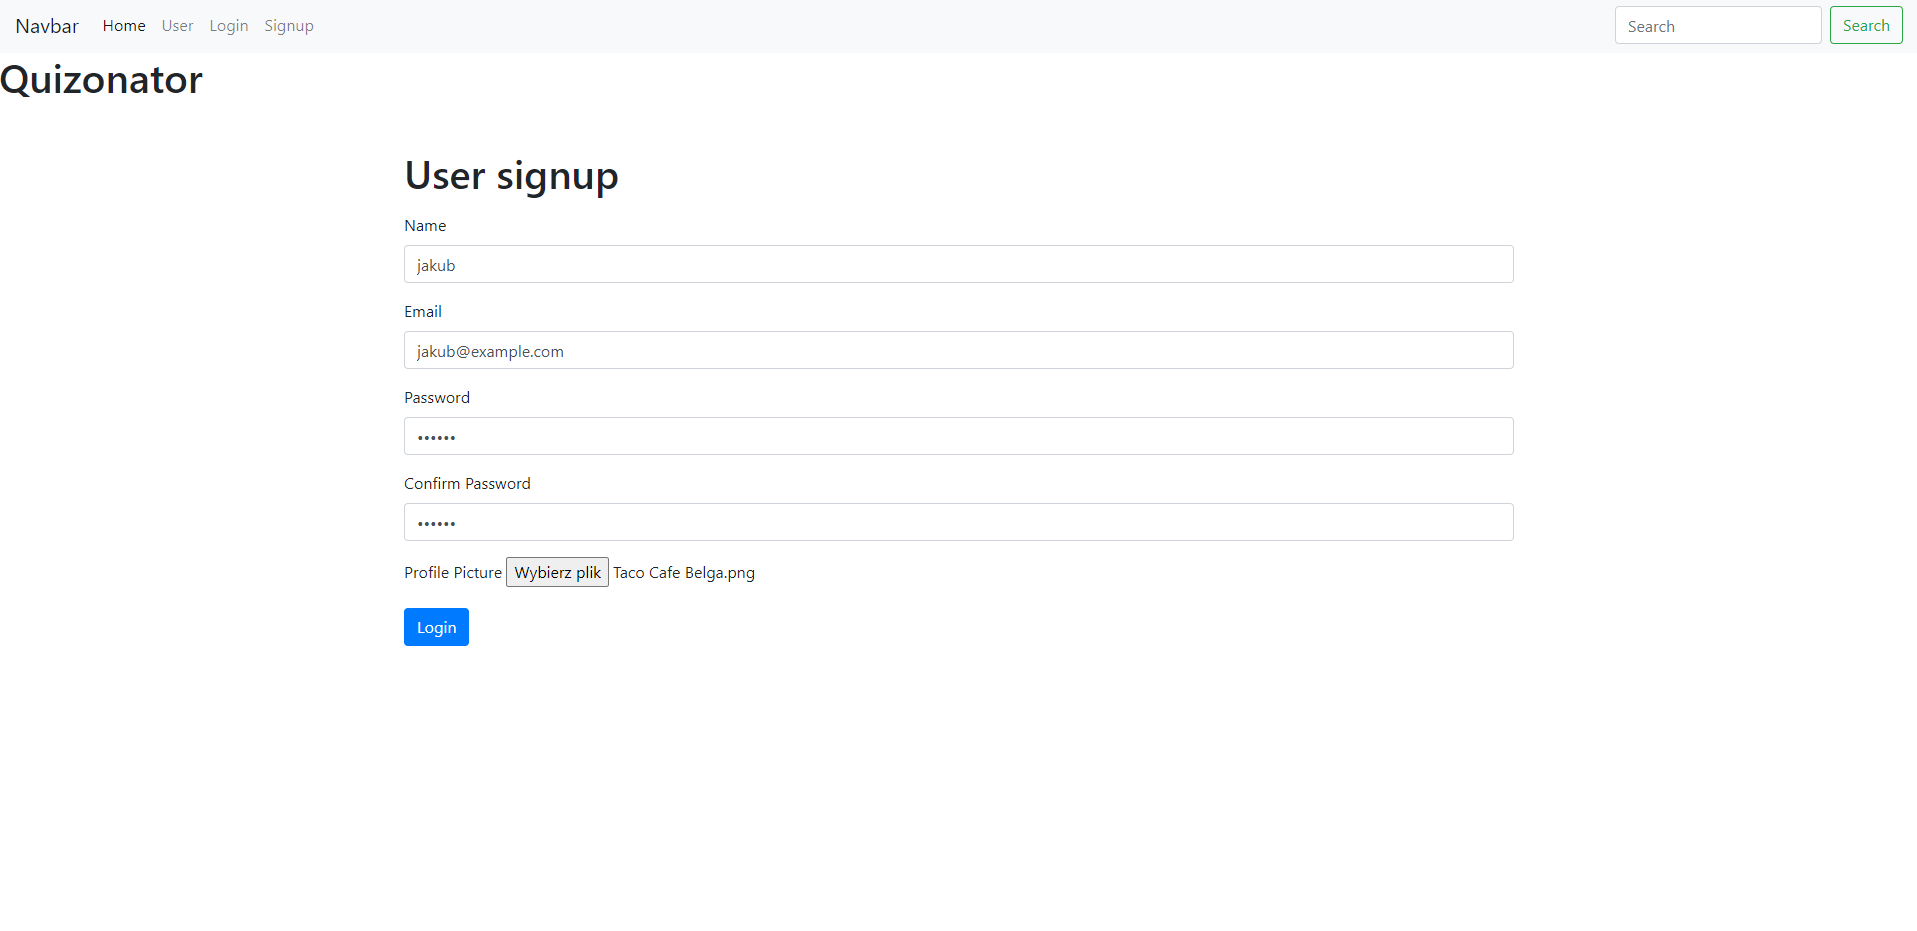 Navbar Home User Login Signup Search Search
Quizonator
User signup
Name
jakub
Email
jakub@example.com
Password
••••••
Confirm Password
••••••
Profile Picture Wybierz plik Taco Cafe Belga.png
Login